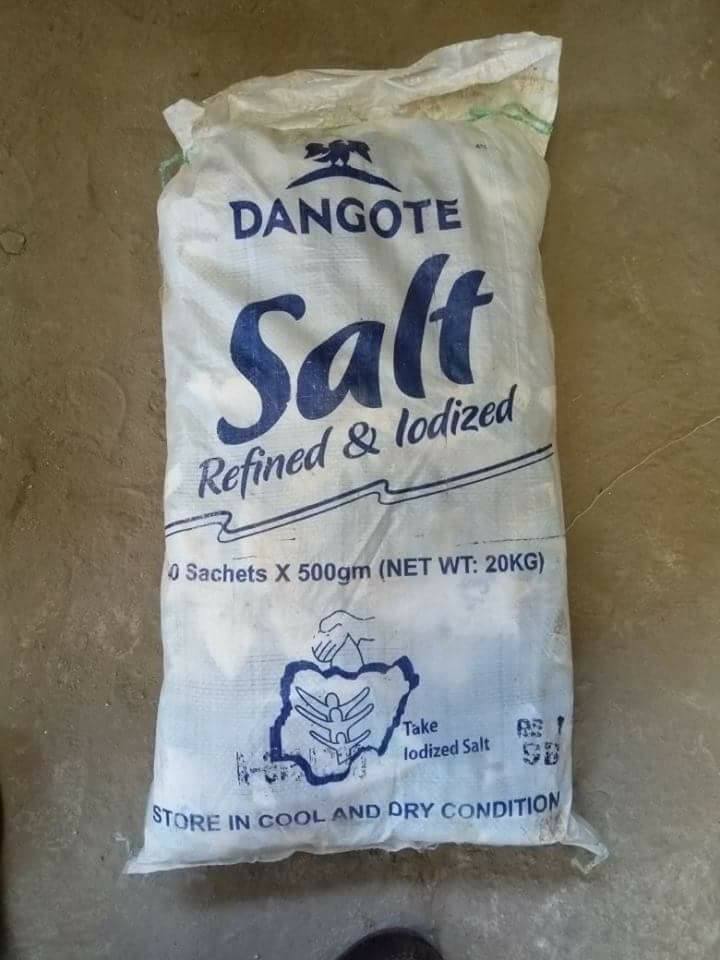 DANGOTE
Salt
Refined & Iodized
0 Sachets X 500gm (NET WT: 20KG)
Take
Iodized Salt
STORE IN COOL AND DRY CONDITION